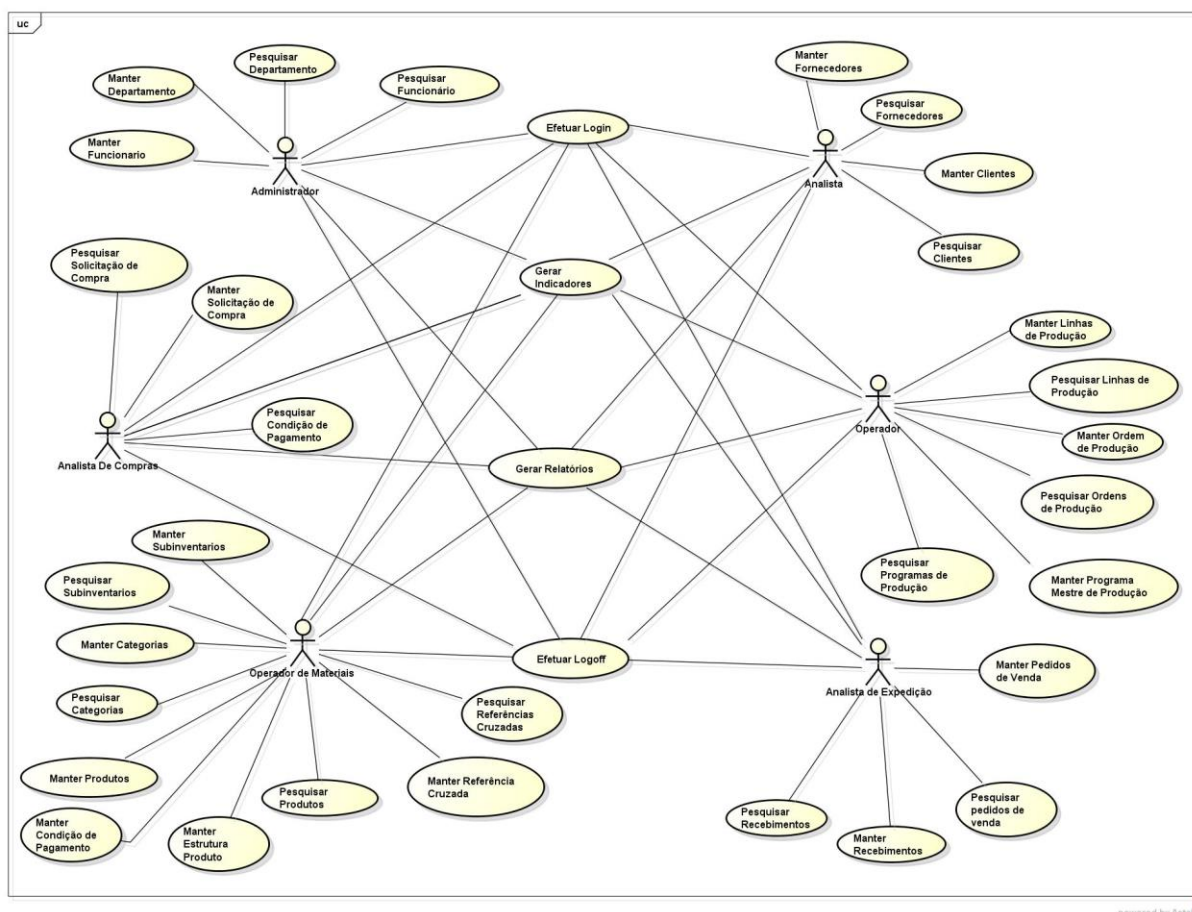 uc
Pesquisar
Departamento
Manter
Departamento
Pesquisar
Funcionário
Manter
Funcionario
Administrador
Efetuar Login
Manter
Fornecedores
Pesquisar
Fornecedores
Manter Clientes
Analista
Pesquisar
Clientes
Pesquisar
Solicitação de
Compra
Manter
Solicitação de
Compra
Gerar
Indicadores
Pesquisar
Condição de
Pagamento
Analista De Compras
Gerar Relatórios
Manter Linhas
de Produção
Pesquisar Linhas de
Produção
Operador
Manter Ordem
de Produção
Pesquisar Ordens
de Produção
Pesquisar
Programas de
Produção
Manter Programa
Mestre de Produção
Manter
Subinventarios
Pesquisar
Subinventarios
Manter Categorias
Operador de Materiais
Efetuar Logoff
Pesquisar
Categorias
Pesquisar
Referências
Cruzadas
Manter Produtos
Pesquisar
Produtos
Manter Referência
Cruzada
Manter
Condição de
Pagamento
Manter
Estrutura
Produto
Analista de Expedição
Manter Pedidos
de Venda
Pesquisar
Recebimentos
Manter
Recebimentos
Pesquisar
pedidos de
venda